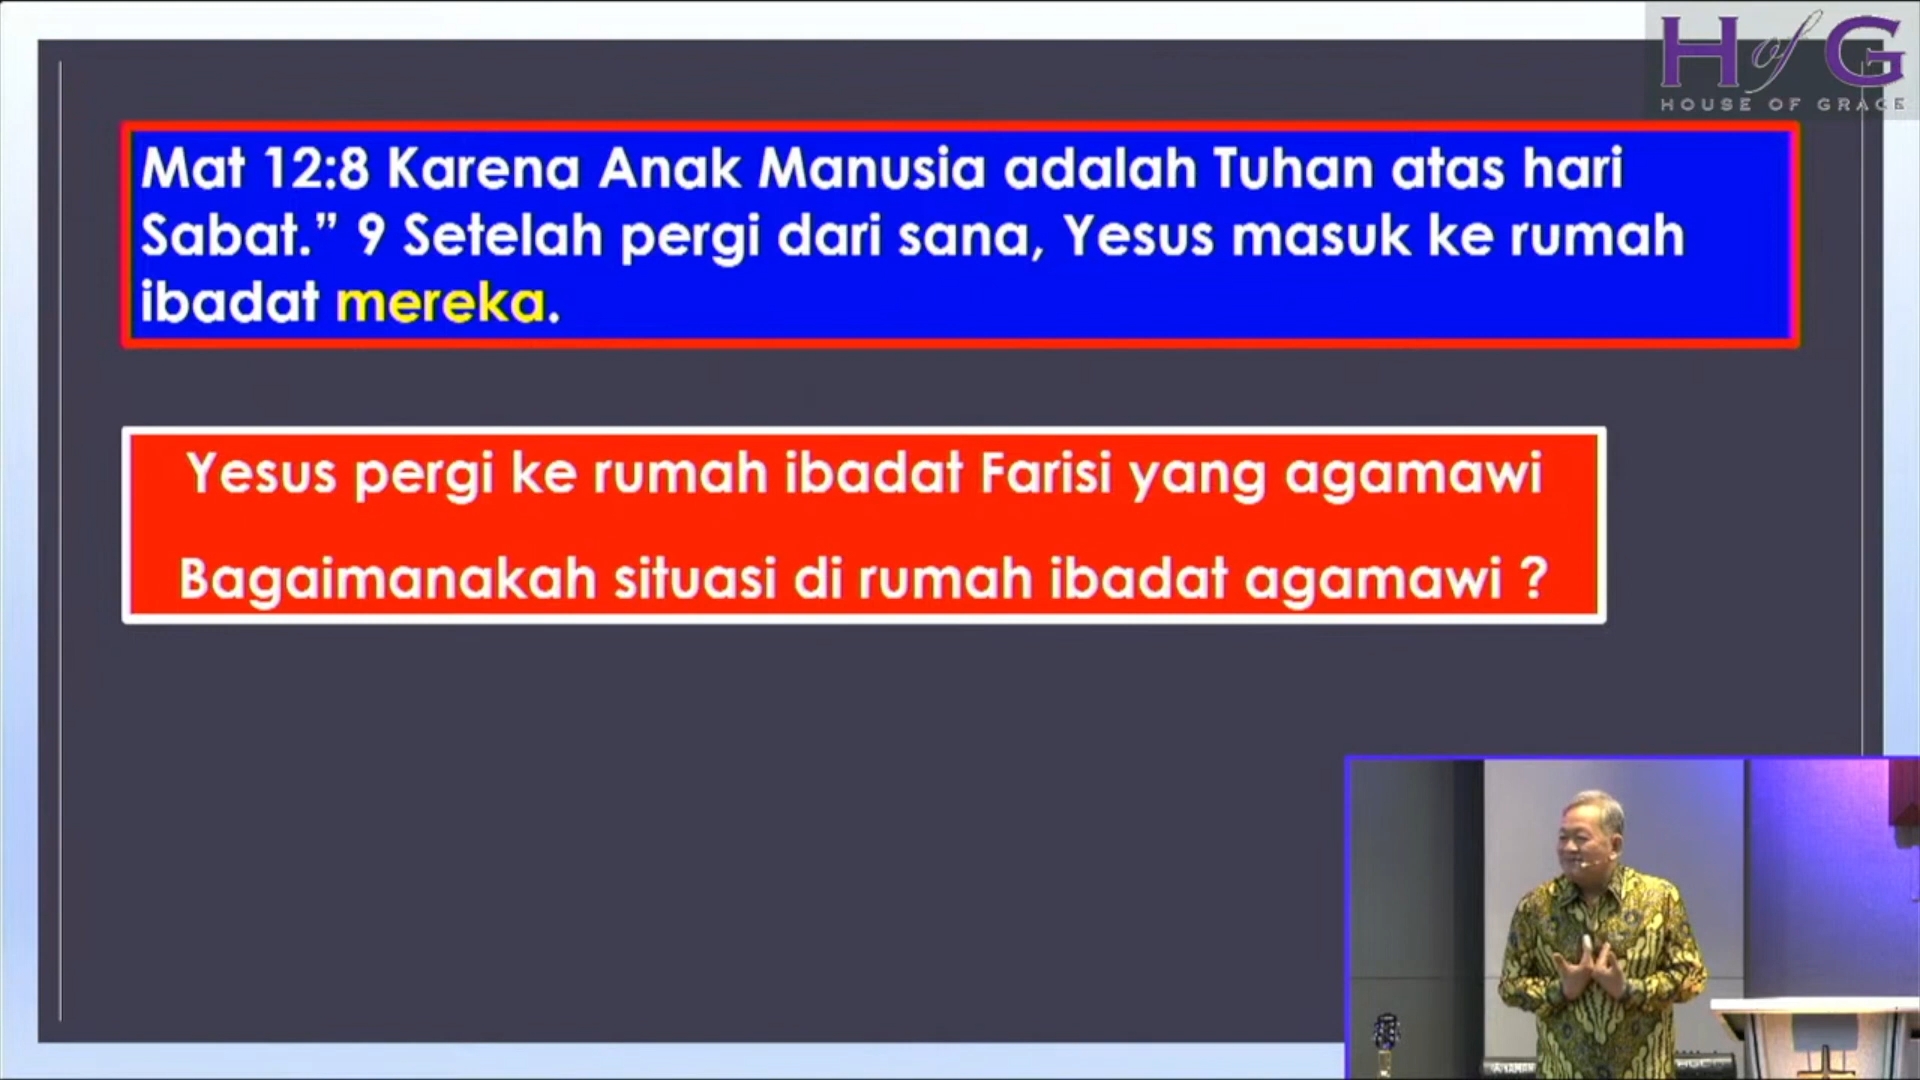 H of G
HOUSE OF GRACE
Mat 12:8 Karena Anak Manusia adalah Tuhan atas hari
Sabat.” 9 Setelah pergi dari sana, Yesus masuk ke rumah
ibadat mereka.
Yesus pergi ke rumah ibadat Farisi yang agamawi
Bagaimanakah situasi di rumah ibadat agamawi ?